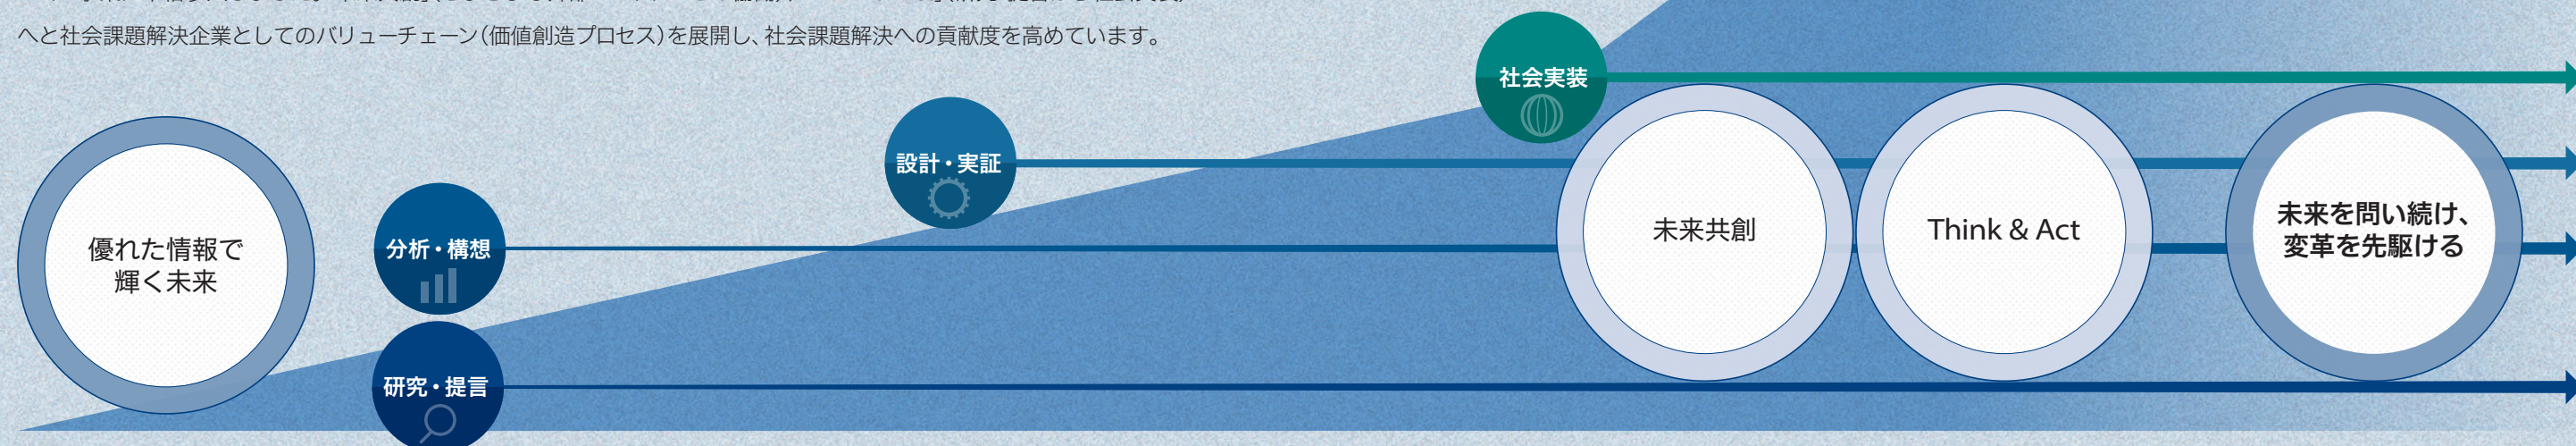 へと社会課題解決企業としてのバリューチェーン(価値創造プロセス)を展開し、社会課題解決への貢献度を高めています。
社会実装
設計・実証
分析・構想
研究・提言
優れた情報で
輝く未来
未来共創
Think & Act
未来を問い続け、
変革を先駆ける